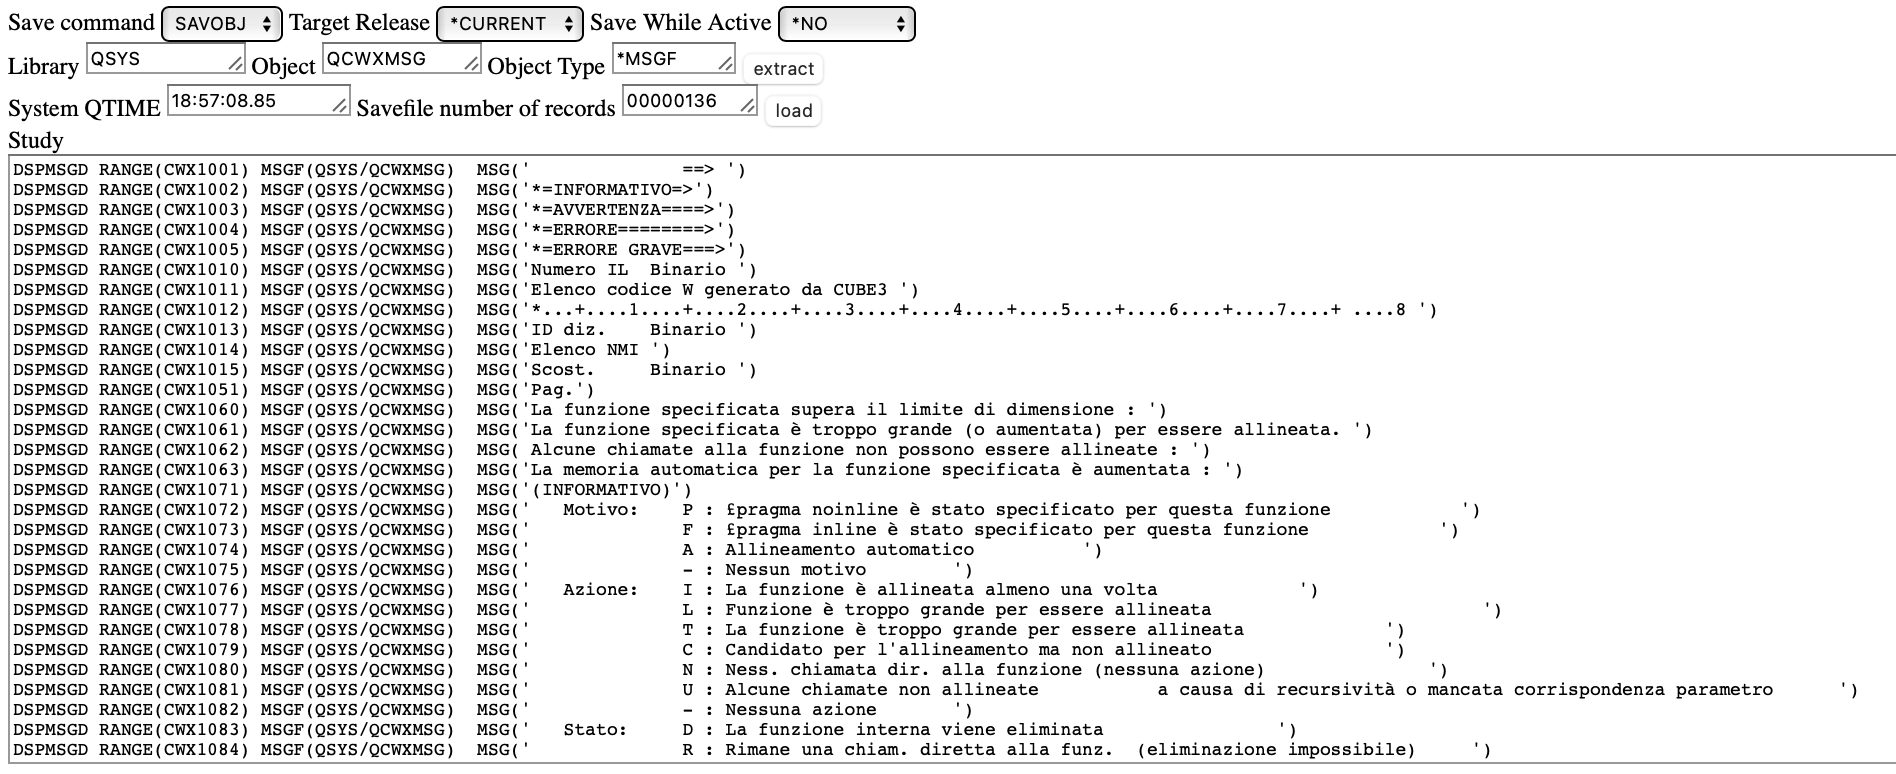 Save command SAVOBJ Target Release *CURRENT Save While Active *NO
Library QSYS Object QCWXMSG Object Type *MSGF extract
System QTIME 18:57:08.85 Savefile number of records 00000136 load
Study
DSPMSGD RANGE(CWX1001) MSGF(QSYS/QCWXMSG)  MSG('              ==> ')
DSPMSGD RANGE(CWX1002) MSGF(QSYS/QCWXMSG)  MSG('*=INFORMATIVO=>')
DSPMSGD RANGE(CWX1003) MSGF(QSYS/QCWXMSG)  MSG('*=AVVERTENZA====>')
DSPMSGD RANGE(CWX1004) MSGF(QSYS/QCWXMSG)  MSG('*=ERRORE========>')
DSPMSGD RANGE(CWX1005) MSGF(QSYS/QCWXMSG)  MSG('*=ERRORE GRAVE===>')
DSPMSGD RANGE(CWX1010) MSGF(QSYS/QCWXMSG)  MSG('Numero IL  Binario ')
DSPMSGD RANGE(CWX1011) MSGF(QSYS/QCWXMSG)  MSG('Elenco codice W generato da CUBE3 ')
DSPMSGD RANGE(CWX1012) MSGF(QSYS/QCWXMSG)  MSG('*...+....1....+....2....+....3....+....4....+....5....+....6....+....7....+ ....8 ')
DSPMSGD RANGE(CWX1013) MSGF(QSYS/QCWXMSG)  MSG('ID diz.    Binario ')
DSPMSGD RANGE(CWX1014) MSGF(QSYS/QCWXMSG)  MSG('Elenco NMI ')
DSPMSGD RANGE(CWX1015) MSGF(QSYS/QCWXMSG)  MSG('Scost.     Binario ')
DSPMSGD RANGE(CWX1051) MSGF(QSYS/QCWXMSG)  MSG('Pag.')
DSPMSGD RANGE(CWX1060) MSGF(QSYS/QCWXMSG)  MSG('La funzione specificata supera il limite di dimensione : ')
DSPMSGD RANGE(CWX1061) MSGF(QSYS/QCWXMSG)  MSG('La funzione specificata è troppo grande (o aumentata) per essere allineata. ')
DSPMSGD RANGE(CWX1062) MSGF(QSYS/QCWXMSG)  MSG( Alcune chiamate alla funzione non possono essere allineate : ')
DSPMSGD RANGE(CWX1063) MSGF(QSYS/QCWXMSG)  MSG('La memoria automatica per la funzione specificata è aumentata : ')
DSPMSGD RANGE(CWX1071) MSGF(QSYS/QCWXMSG)  MSG('(INFORMATIVO)')
DSPMSGD RANGE(CWX1072) MSGF(QSYS/QCWXMSG)  MSG('   Motivo:    P : £pragma noinline è stato specificato per questa funzione            ')
DSPMSGD RANGE(CWX1073) MSGF(QSYS/QCWXMSG)  MSG('              F : £pragma inline è stato specificato per questa funzione            ')
DSPMSGD RANGE(CWX1074) MSGF(QSYS/QCWXMSG)  MSG('              A : Allineamento automatico          ')
DSPMSGD RANGE(CWX1075) MSGF(QSYS/QCWXMSG)  MSG('              - : Nessun motivo        ')
DSPMSGD RANGE(CWX1076) MSGF(QSYS/QCWXMSG)  MSG('   Azione:    I : La funzione è allineata almeno una volta             ')
DSPMSGD RANGE(CWX1077) MSGF(QSYS/QCWXMSG)  MSG('              L : Funzione è troppo grande per essere allineata                         ')
DSPMSGD RANGE(CWX1078) MSGF(QSYS/QCWXMSG)  MSG('              T : La funzione è troppo grande per essere allineata             ')
DSPMSGD RANGE(CWX1079) MSGF(QSYS/QCWXMSG)  MSG('              C : Candidato per l'allineamento ma non allineato                ')
DSPMSGD RANGE(CWX1080) MSGF(QSYS/QCWXMSG)  MSG('              N : Ness. chiamata dir. alla funzione (nessuna azione)               ')
DSPMSGD RANGE(CWX1081) MSGF(QSYS/QCWXMSG)  MSG('              U : Alcune chiamate non allineate           a causa di recursività o mancata corrispondenza parametro      ')
DSPMSGD RANGE(CWX1082) MSGF(QSYS/QCWXMSG)  MSG('              - : Nessuna azione       ')
DSPMSGD RANGE(CWX1083) MSGF(QSYS/QCWXMSG)  MSG('   Stato:     D : La funzione interna viene eliminata                ')
DSPMSGD RANGE(CWX1084) MSGF(QSYS/QCWXMSG)  MSG('              R : Rimane una chiam. diretta alla funz.  (eliminazione impossibile)     ')